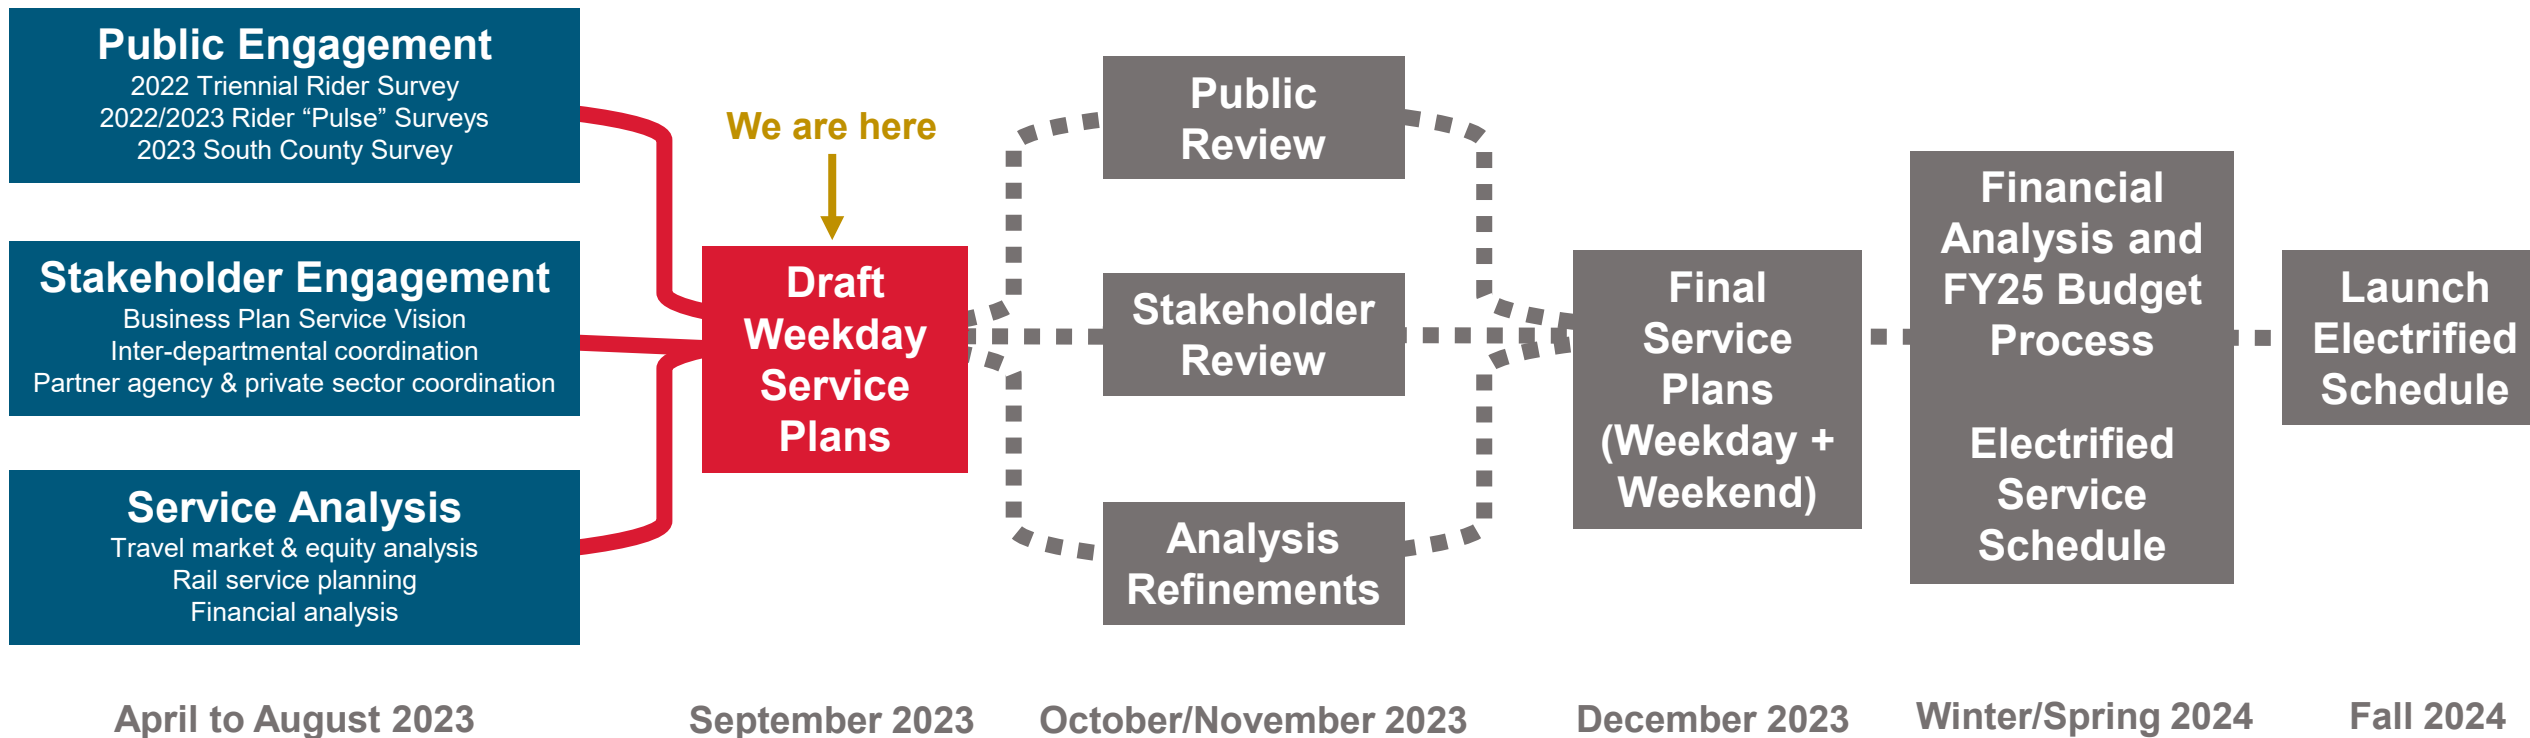 Public Engagement
2022 Triennial Rider Survey
2022/2023 Rider “Pulse” Surveys
2023 South County Survey
Stakeholder Engagement
Business Plan Service Vision
Inter-departmental coordination
Partner agency & private sector coordination
Service Analysis
Travel market & equity analysis
Rail service planning
Financial analysis
We are here
Draft
Weekday
Service
Plans
Public
Review
Stakeholder
Review
Analysis
Refinements
Final
Service
Plans
(Weekday +
Weekend)
Financial
Analysis and
FY25 Budget
Process
Electrified
Service
Schedule
Launch
Electrified
Schedule
April to August 2023
September 2023
October/November 2023
December 2023
Winter/Spring 2024
Fall 2024